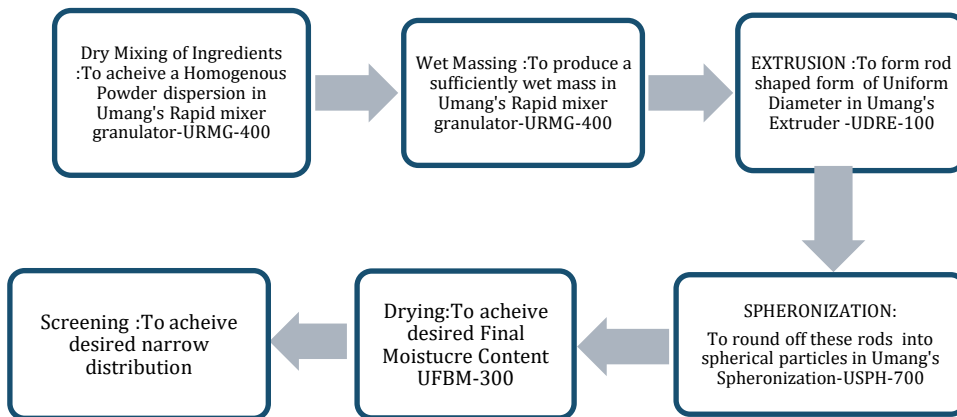 Dry Mixing of Ingredients
:To acheive a Homogenous
Powder dispersion in
Umang's Rapid mixer
granulator-URMG-400
Wet Massing :To produce a
sufficiently wet mass in
Umang's Rapid mixer
granulator-URMG-400
EXTRUSION :To form rod
shaped form of Uniform
Diameter in Umang's
Extruder -UDRE-100
SPHERONIZATION:
To round off these rods into
spherical particles in Umang's
Spheronization-USPH-700
Drying:To acheive
desired Final
Moistucre Content
UFBM-300
Screening :To acheive
desired narrow
distribution